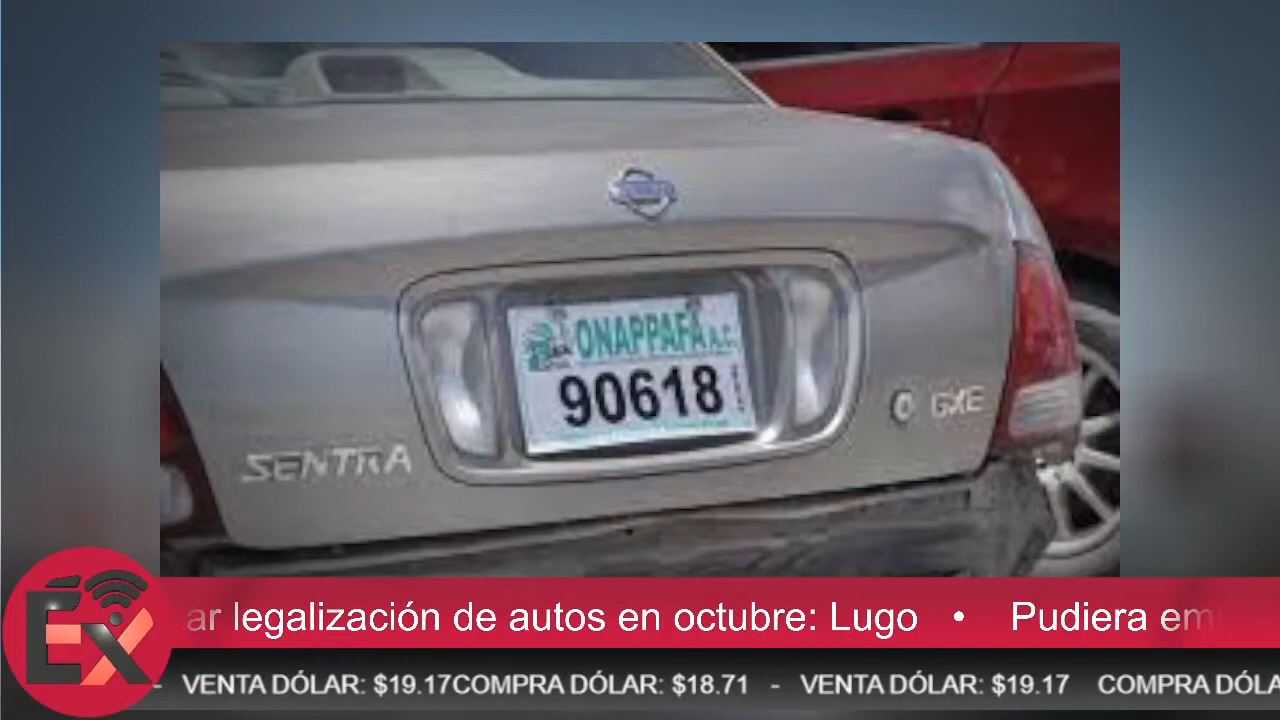 ONAPPAFA A.C.
90618
SENTRA
GXE
EX
ar legalización de autos en octubre: Lugo • Pudiera em
- VENTA DÓLAR: $19.17COMPRA DÓLAR: $18.71 - VENTA DÓLAR: $19.17 COMPRA DÓLA